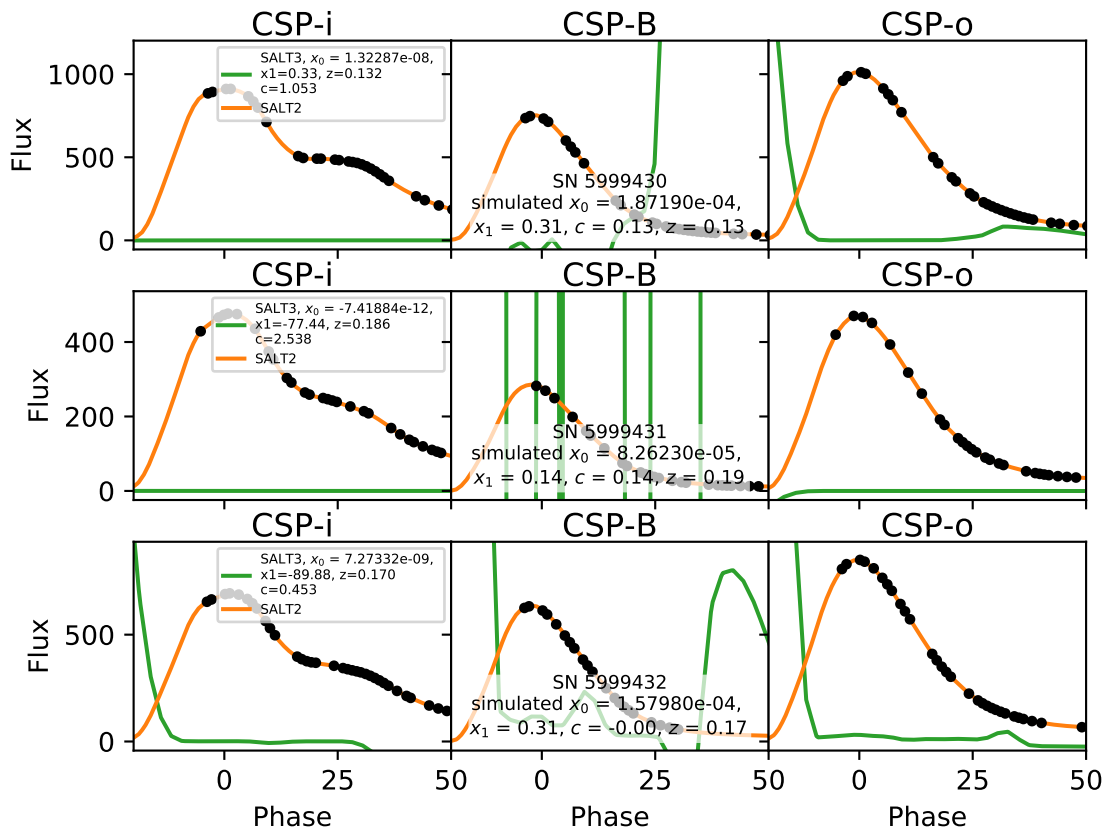 CSP-i CSP-B CSP-o
1000
500
0
Flux
SALT3, x₀ = 1.32287e-08,
x1=0.33, z=0.132
c=1.053
SALT2
SN 5999430
simulated x₀ = 1.87190e-04,
x₁ = 0.31, c = 0.13, z = 0.13
CSP-i CSP-B CSP-o
400
200
0
Flux
SALT3, x₀ = -7.41884e-12,
x1=-77.44, z=0.186
c=2.538
SALT2
SN 5999431
simulated x₀ = 8.26230e-05,
x₁ = 0.14, c = 0.14, z = 0.19
CSP-i CSP-B CSP-o
500
0
Flux
SALT3, x₀ = 7.27332e-09,
x1=-89.88, z=0.170
c=0.453
SALT2
SN 5999432
simulated x₀ = 1.57980e-04,
x₁ = 0.31, c = -0.00, z = 0.17
0 25 50 0 25 50 0 25 50
Phase Phase Phase